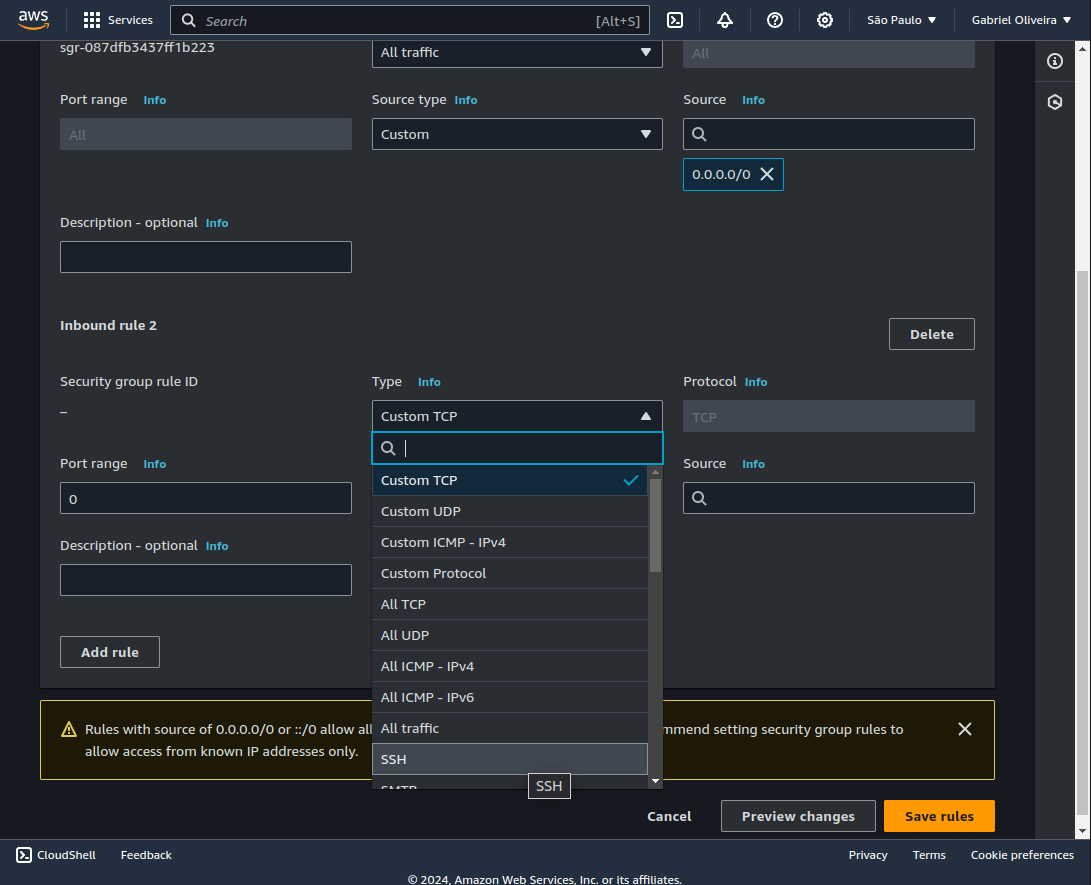 aws
Services
Search
[Alt+S]
São Paulo
Gabriel Oliveira
sgr-087dfb3437ff1b223
All traffic
All
Port range Info
Source type Info
Source Info
All
Custom
0.0.0.0/0
Description - optional Info
Inbound rule 2
Delete
Security group rule ID
Type Info
Protocol Info
–
Custom TCP
TCP
Port range Info
Source Info
0
Custom TCP
Custom UDP
Custom ICMP - IPv4
Custom Protocol
All TCP
All UDP
All ICMP - IPv4
All ICMP - IPv6
All traffic
SSH
SMTP
SSH
Description - optional Info
Add rule
Rules with source of 0.0.0.0/0 or ::/0 allow all
mmend setting security group rules to
allow access from known IP addresses only.
Cancel
Preview changes
Save rules
CloudShell
Feedback
Privacy
Terms
Cookie preferences
© 2024, Amazon Web Services, Inc. or its affiliates.